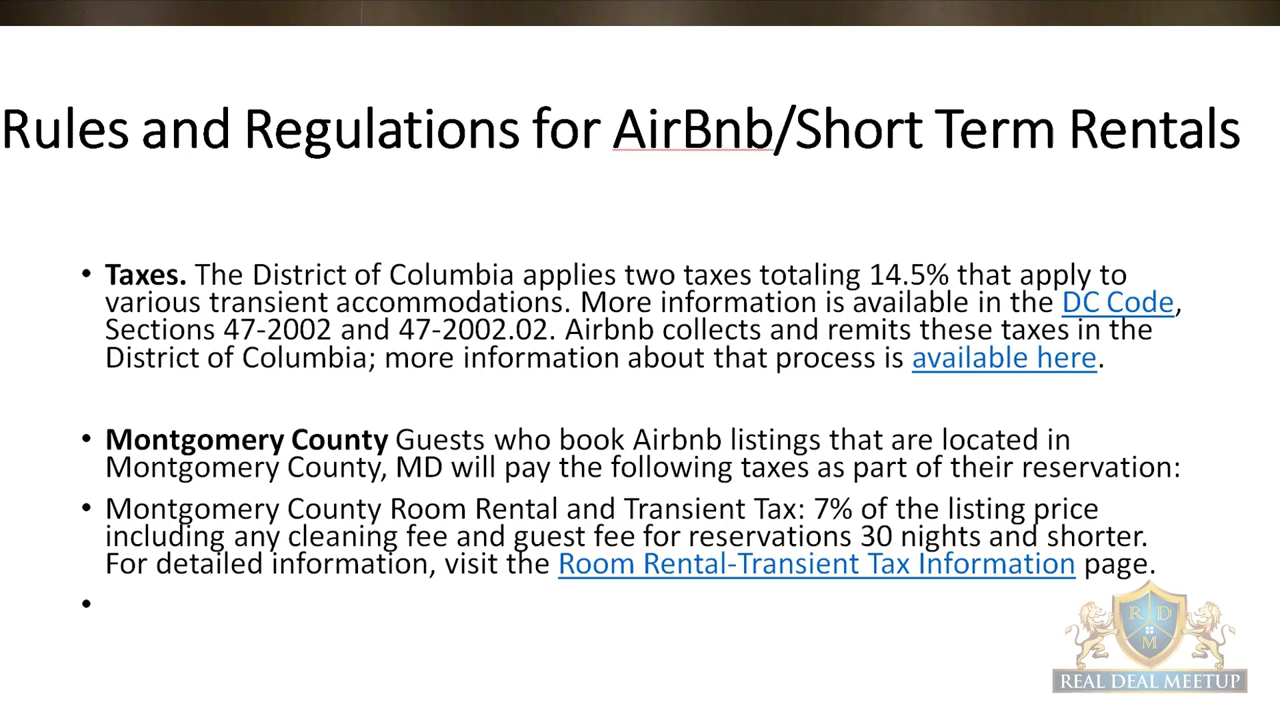 Rules and Regulations for AirBnb/Short Term Rentals
• Taxes. The District of Columbia applies two taxes totaling 14.5% that apply to
various transient accommodations. More information is available in the DC Code,
Sections 47-2002 and 47-2002.02. Airbnb collects and remits these taxes in the
District of Columbia; more information about that process is available here.
• Montgomery County Guests who book Airbnb listings that are located in
Montgomery County, MD will pay the following taxes as part of their reservation:
• Montgomery County Room Rental and Transient Tax: 7% of the listing price
including any cleaning fee and guest fee for reservations 30 nights and shorter.
For detailed information, visit the Room Rental-Transient Tax Information page.
•
R D
M
REAL DEAL MEETUP